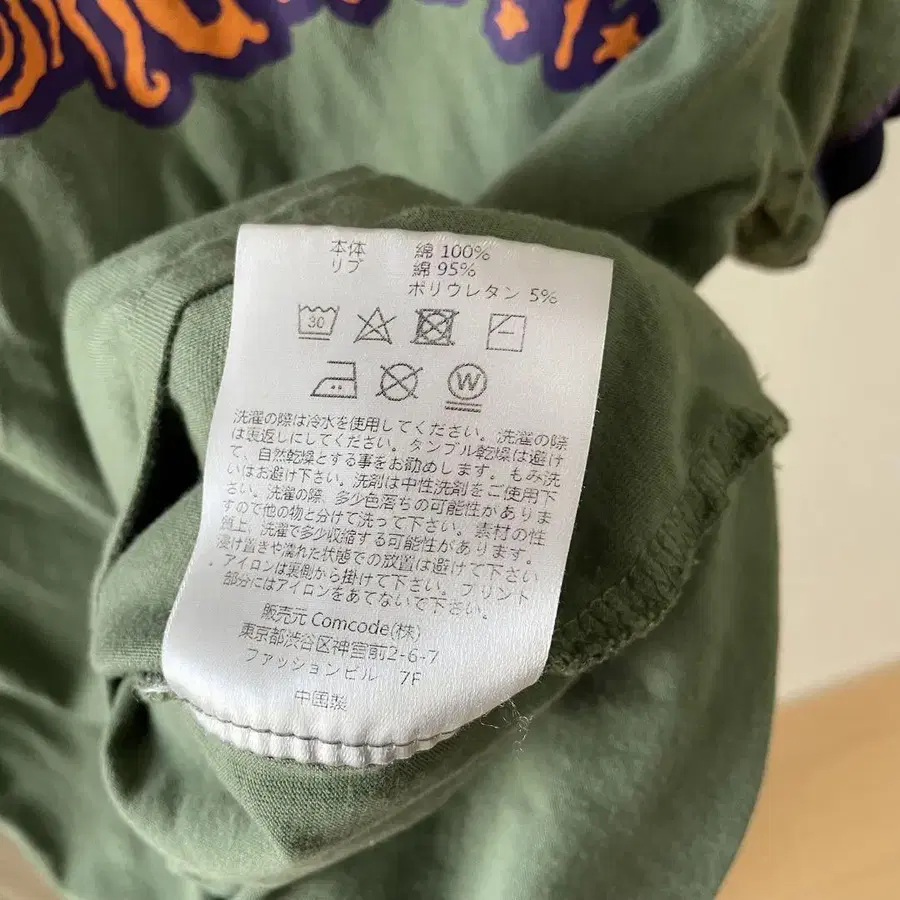 本体 綿 100%
リブ 綿 95%
ポリウレタン 5%
30
W
洗濯の際は冷水を使用してください。洗濯の際
は裏返しにしてください。タンブル乾燥は避け
て、自然乾燥とする事をお勧めします。もみ洗
いはお避け下さい。洗剤は中性洗剤をご使用下
さい。洗濯の際、多少色落ちの可能性がありま
すので他の物と分けて洗って下さい。素材の性
質上、洗濯で多少収縮する可能性があります。
浸け置きや濡れた状態での放置は避けて下さい
。アイロンは裏側から掛けて下さい。プリント
部分にはアイロンをあてないで下さい。
販売元 Comcode(株)
東京都渋谷区神宮前2-6-7
ファッションビル 7F
中国製